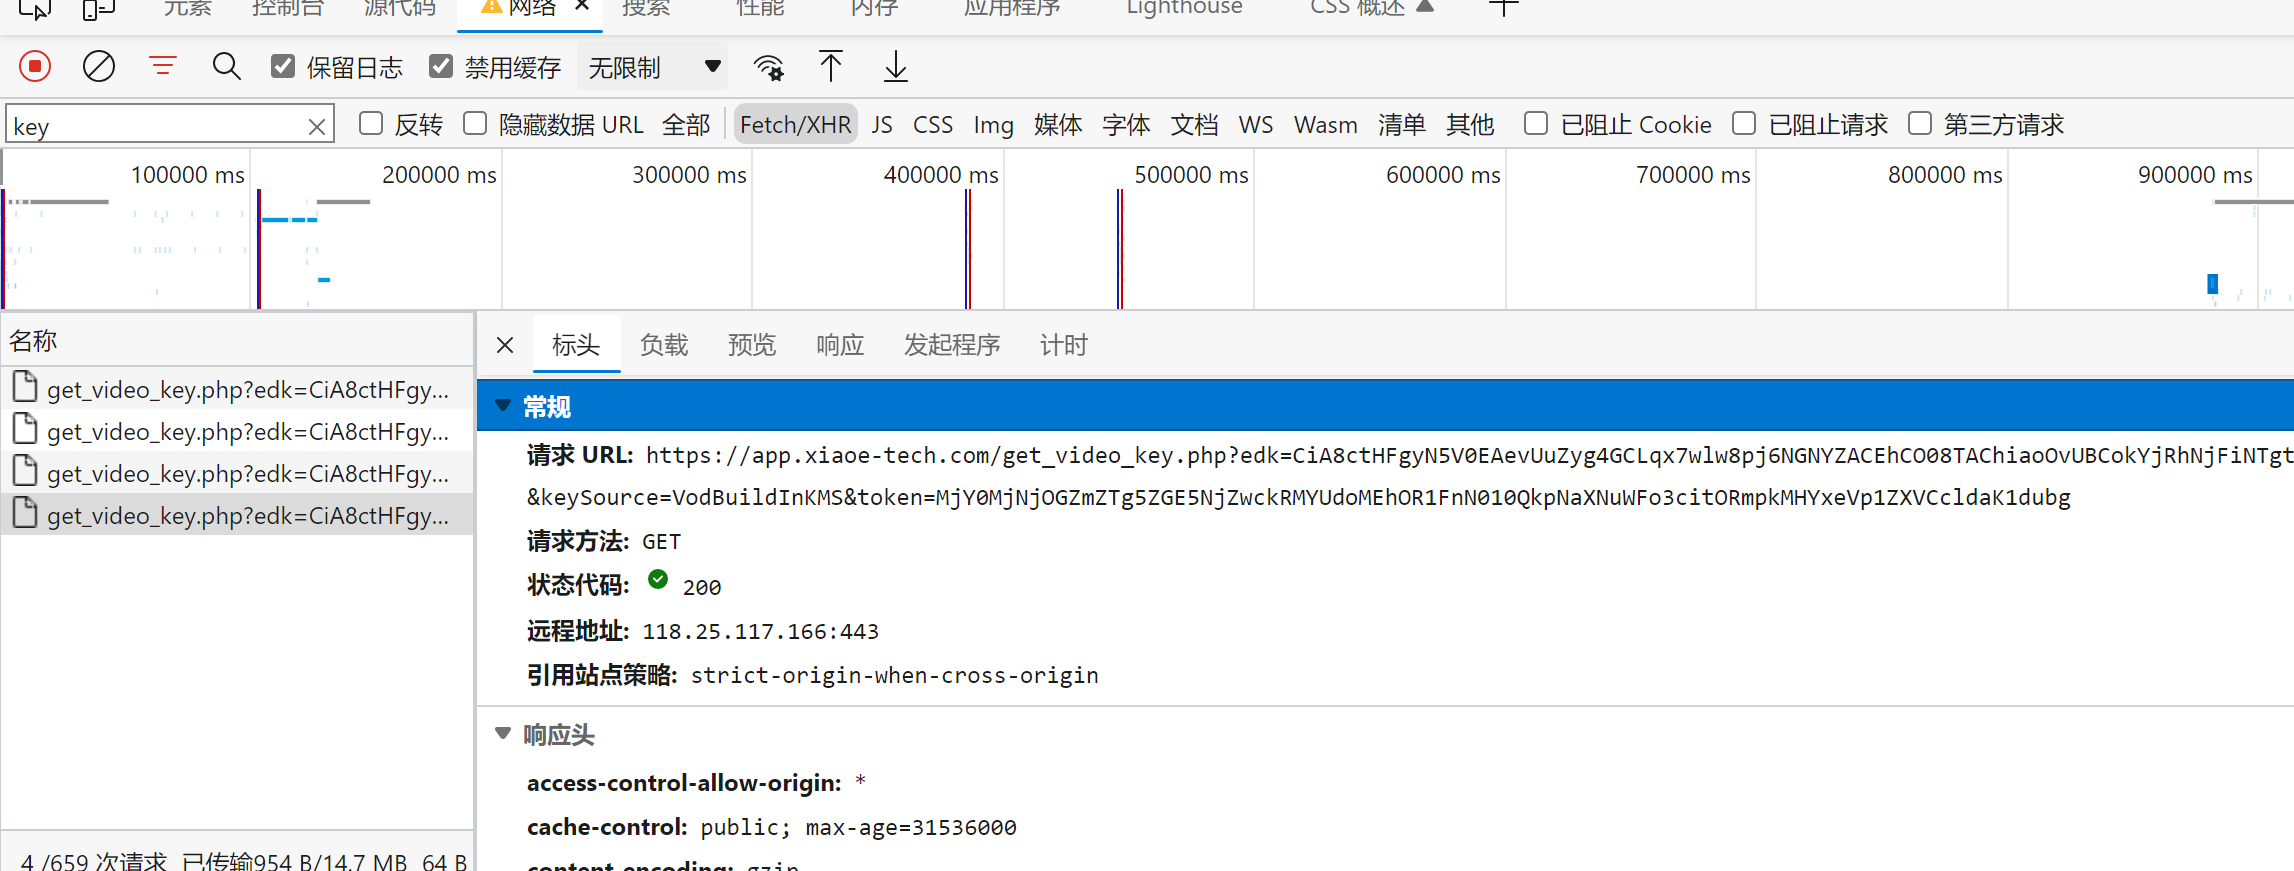 元素 控制台 源代码 网络 搜索 性能 内存 应用程序 Lighthouse CSS 概述
保留日志 禁用缓存 无限制
key 反转 隐藏数据 URL 全部 Fetch/XHR JS CSS Img 媒体 字体 文档 WS Wasm 清单 其他 已阻止 Cookie 已阻止请求 第三方请求
100000 ms 200000 ms 300000 ms 400000 ms 500000 ms 600000 ms 700000 ms 800000 ms 900000 ms
名称
get_video_key.php?edk=CiA8ctHFgy...
get_video_key.php?edk=CiA8ctHFgy...
get_video_key.php?edk=CiA8ctHFgy...
get_video_key.php?edk=CiA8ctHFgy...
4 /659 次请求 已传输954 B/14.7 MB 64 B
标头 负载 预览 响应 发起程序 计时
常规
请求 URL: https://app.xiaoe-tech.com/get_video_key.php?edk=CiA8ctHFgyN5V0EAevUuZyg4GCLqx7wlw8pj6NGNYZACEhCO08TAChiaoOvUBCokYjRhNjFiNTgt
&keySource=VodBuildInKMS&token=MjY0MjNjOGZmZTg5ZGE5NjZwckRMYUdoMEhOR1FnN010QkpNaXNuWFo3citORmpkMHYxeVp1ZXVCcldaK1dubg
请求方法: GET
状态代码: 200
远程地址: 118.25.117.166:443
引用站点策略: strict-origin-when-cross-origin
响应头
access-control-allow-origin: *
cache-control: public; max-age=31536000
content-encoding: gzip